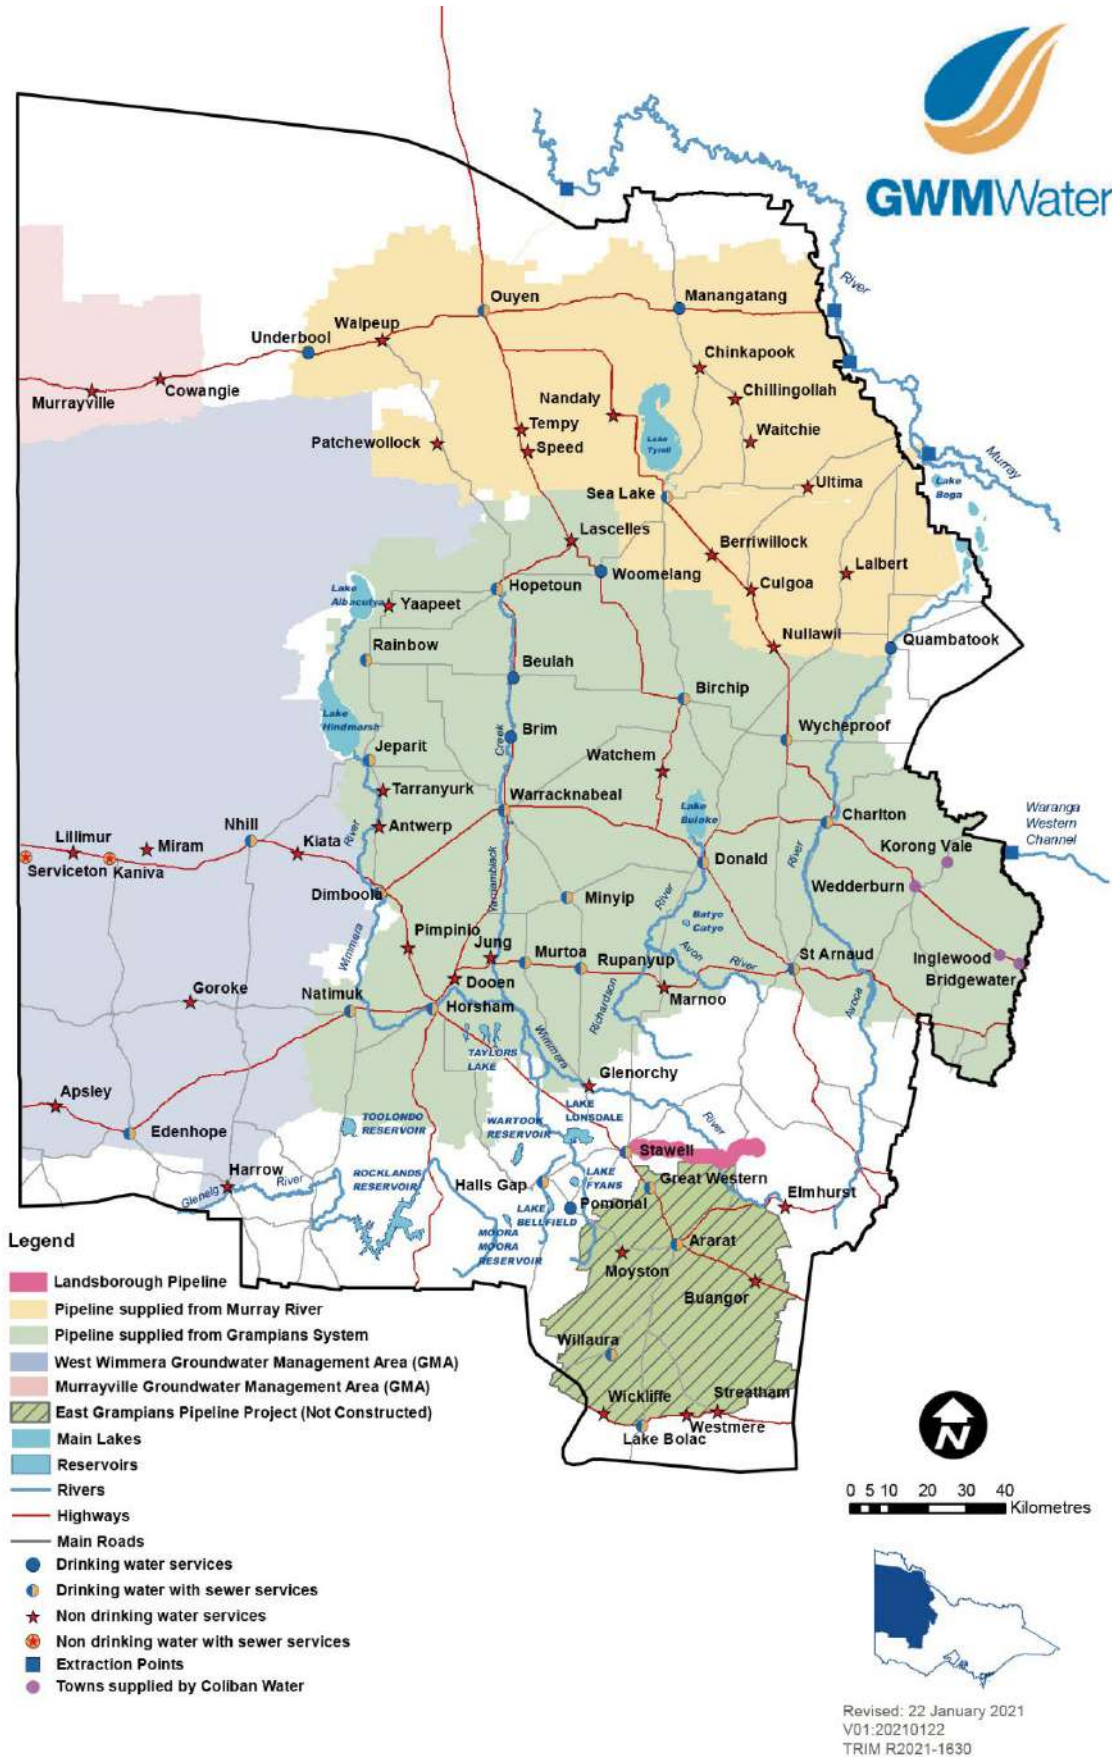 GWMWater
River
Ouyen
Manangatang
Walpeup
Underbool
Chinkapook
Cowangie
Murrayville
Chillingollah
Nandaly
Tempy
Waitchie
Patchewollock
Speed
Lake
Tyrell
Murray
Ultima
Lake
Boga
Sea Lake
Lascelles
Berriwillock
Lalbert
Woomelang
Hopetoun
Culgoa
Lake
Albacutya
Yaapeet
Nullawil
Quambatook
Rainbow
Beulah
Birchip
Lake
Hindmarsh
Wycheproof
Brim
Creek
Jeparit
Watchem
Tarranyurk
Warracknabeal
Lake
Buloke
Charlton
Waranga
Western
Channel
Nhill
Antwerp
River
Lillimur
Miram
Kiata
Korong Vale
Serviceton
Kaniva
Donald
River
Wedderburn
Dimboola
Yarriambiack
Minyip
River
Batyo
Catyo
Pimpinio
Jung
Murtoa
Rupanyup
Avon
River
St Arnaud
Inglewood
Bridgewater
Wimmera
Dooen
Goroke
Natimuk
Horsham
Marnoo
Richardson
Avoca
Wimmera
TAYLORS
LAKE
Glenorchy
Apsley
LAKE
LONSDALE
River
Edenhope
TOOLONDO
RESERVOIR
WARTOOK
RESERVOIR
Stawell
Harrow
Glenelg
River
ROCKLANDS
RESERVOIR
Halls Gap
LAKE
FYANS
Great Western
Elmhurst
LAKE
BELLFIELD
Pomonal
MOORA
MOORA
RESERVOIR
Ararat
Moyston
Buangor
Willaura
Wickliffe
Streatham
Westmere
Lake Bolac
Legend
Landsborough Pipeline
Pipeline supplied from Murray River
Pipeline supplied from Grampians System
West Wimmera Groundwater Management Area (GMA)
Murrayville Groundwater Management Area (GMA)
East Grampians Pipeline Project (Not Constructed)
Main Lakes
Reservoirs
Rivers
Highways
Main Roads
Drinking water services
Drinking water with sewer services
Non drinking water services
Non drinking water with sewer services
Extraction Points
Towns supplied by Coliban Water
N
0 5 10 20 30 40
Kilometres
Revised: 22 January 2021
V01:20210122
TRIM R2021-1630